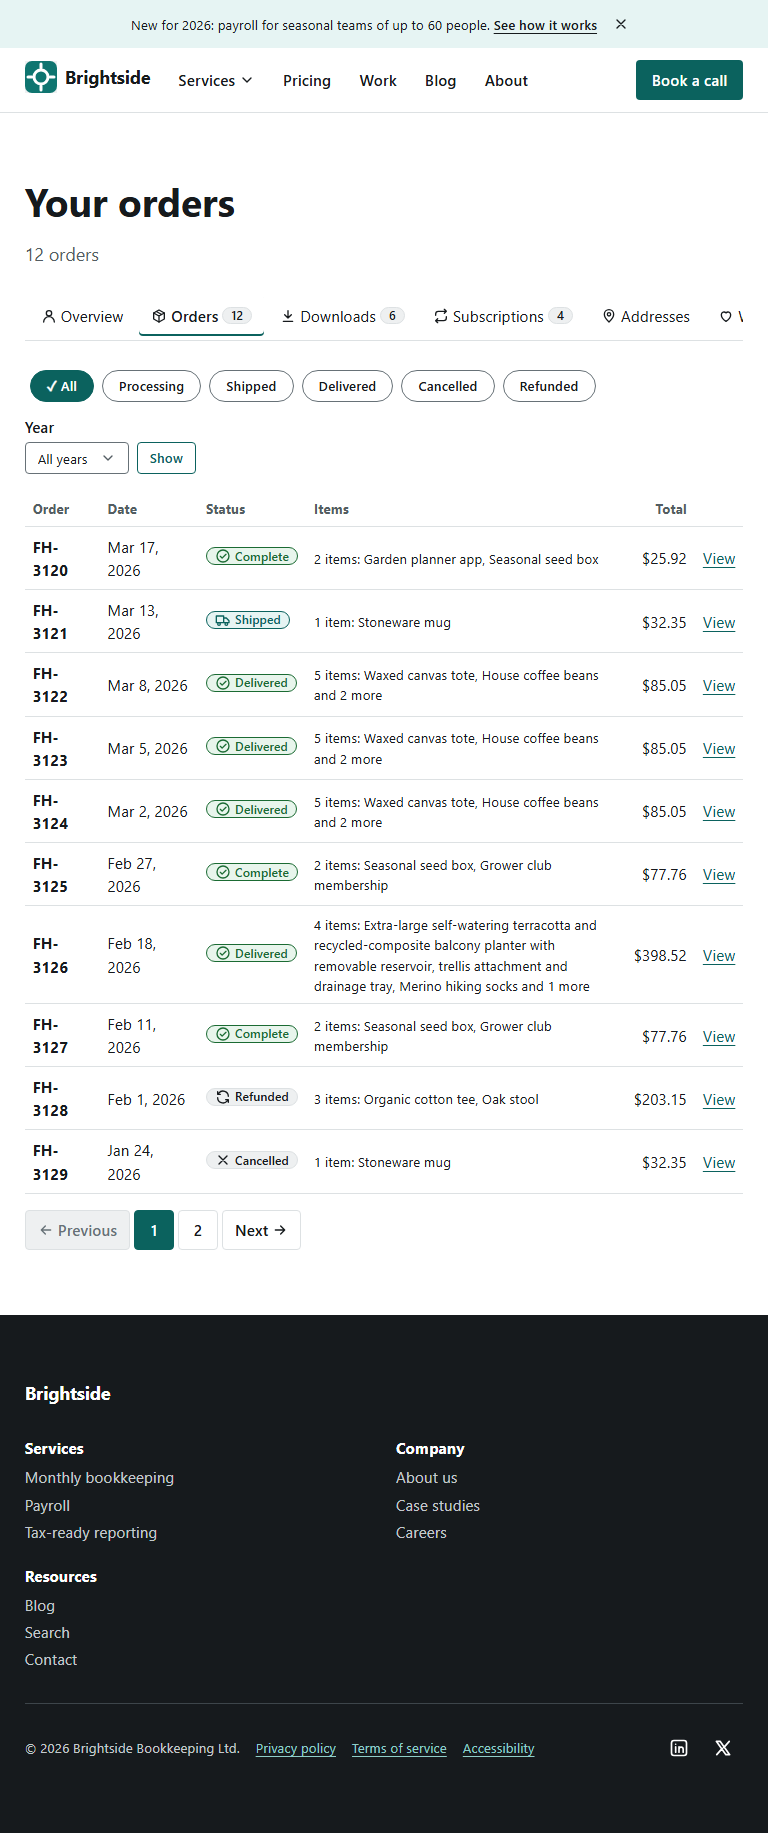 New for 2026: payroll for seasonal teams of up to 60 people. See how it works
Brightside
Services
Pricing
Work
Blog
About
Book a call
Your orders
12 orders
Overview
Orders 12
Downloads 6
Subscriptions 4
Addresses
All
Processing
Shipped
Delivered
Cancelled
Refunded
Year
All years
Show
Order Date Status Items Total
FH-
3120
Mar 17,
2026
Complete
2 items: Garden planner app, Seasonal seed box
$25.92
View
FH-
3121
Mar 13,
2026
Shipped
1 item: Stoneware mug
$32.35
View
FH-
3122
Mar 8, 2026
Delivered
5 items: Waxed canvas tote, House coffee beans
and 2 more
$85.05
View
FH-
3123
Mar 5, 2026
Delivered
5 items: Waxed canvas tote, House coffee beans
and 2 more
$85.05
View
FH-
3124
Mar 2, 2026
Delivered
5 items: Waxed canvas tote, House coffee beans
and 2 more
$85.05
View
FH-
3125
Feb 27,
2026
Complete
2 items: Seasonal seed box, Grower club
membership
$77.76
View
FH-
3126
Feb 18,
2026
Delivered
4 items: Extra-large self-watering terracotta and
recycled-composite balcony planter with
removable reservoir, trellis attachment and
drainage tray, Merino hiking socks and 1 more
$398.52
View
FH-
3127
Feb 11,
2026
Complete
2 items: Seasonal seed box, Grower club
membership
$77.76
View
FH-
3128
Feb 1, 2026
Refunded
3 items: Organic cotton tee, Oak stool
$203.15
View
FH-
3129
Jan 24,
2026
Cancelled
1 item: Stoneware mug
$32.35
View
← Previous
1
2
Next →
Brightside
Services
Monthly bookkeeping
Payroll
Tax-ready reporting
Company
About us
Case studies
Careers
Resources
Blog
Search
Contact
© 2026 Brightside Bookkeeping Ltd. Privacy policy Terms of service Accessibility